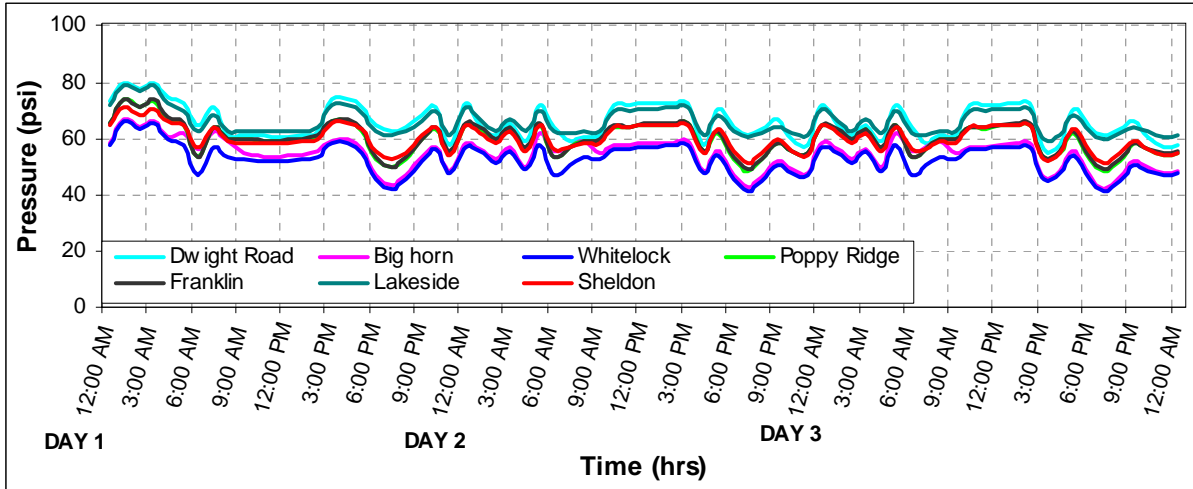 100
80
60
40
20
0
Pressure (psi)
Dwight Road
Big horn
Whitelock
Poppy Ridge
Franklin
Lakeside
Sheldon
12:00 AM
3:00 AM
6:00 AM
9:00 AM
12:00 PM
3:00 PM
6:00 PM
9:00 PM
12:00 AM
3:00 AM
6:00 AM
9:00 AM
12:00 PM
3:00 PM
6:00 PM
9:00 PM
12:00 AM
3:00 AM
6:00 AM
9:00 AM
12:00 PM
3:00 PM
6:00 PM
9:00 PM
12:00 AM
DAY 1
DAY 2
DAY 3
Time (hrs)